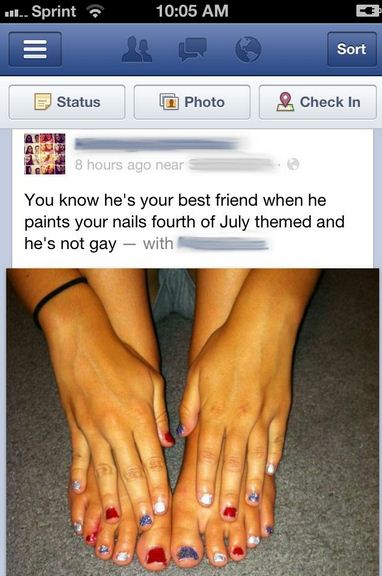 Sprint 10:05 AM
Sort
Status Photo Check In
8 hours ago near
You know he's your best friend when he
paints your nails fourth of July themed and
he's not gay — with